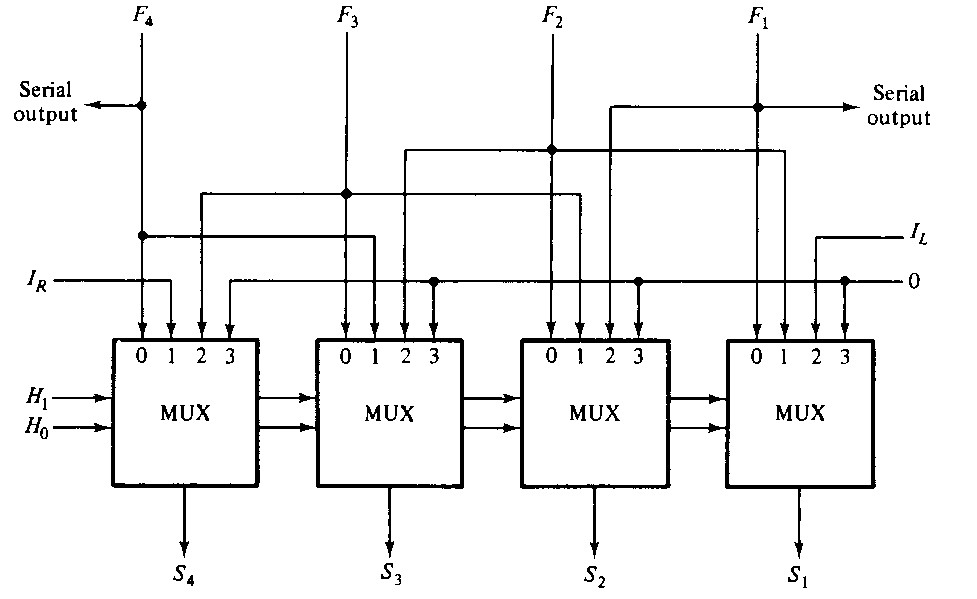 F4 F3 F2 F1
Serial output
Serial output
IL
IR
0
0 1 2 3 0 1 2 3 0 1 2 3 0 1 2 3
H1
MUX MUX MUX MUX
H0
S4 S3 S2 S1